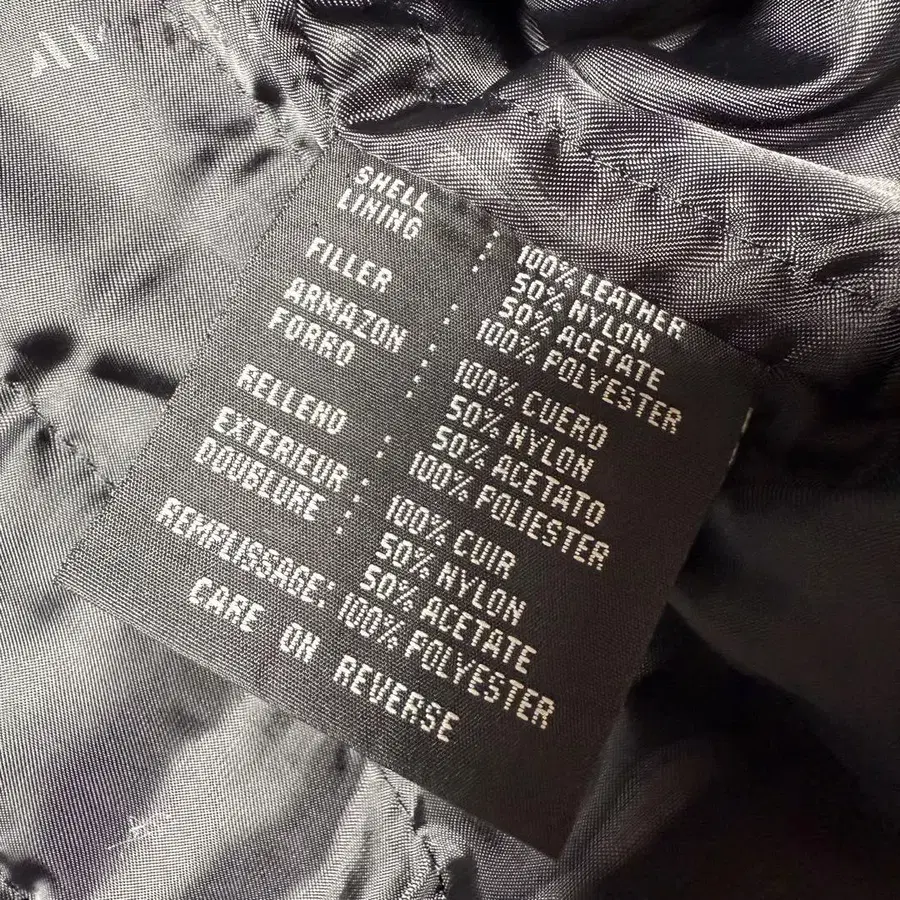 SHELL : 100% LEATHER
LINING : 50% NYLON
50% ACETATE
FILLER : 100% POLYESTER
ARMAZON : 100% CUERO
FORRO : 50% NYLON
50% ACETATO
RELLENO : 100% POLIESTER
EXTERIEUR : 100% CUIR
DOUBLURE : 50% NYLON
50% ACETATE
REMPLISSAGE: 100% POLYESTER
CARE ON REVERSE